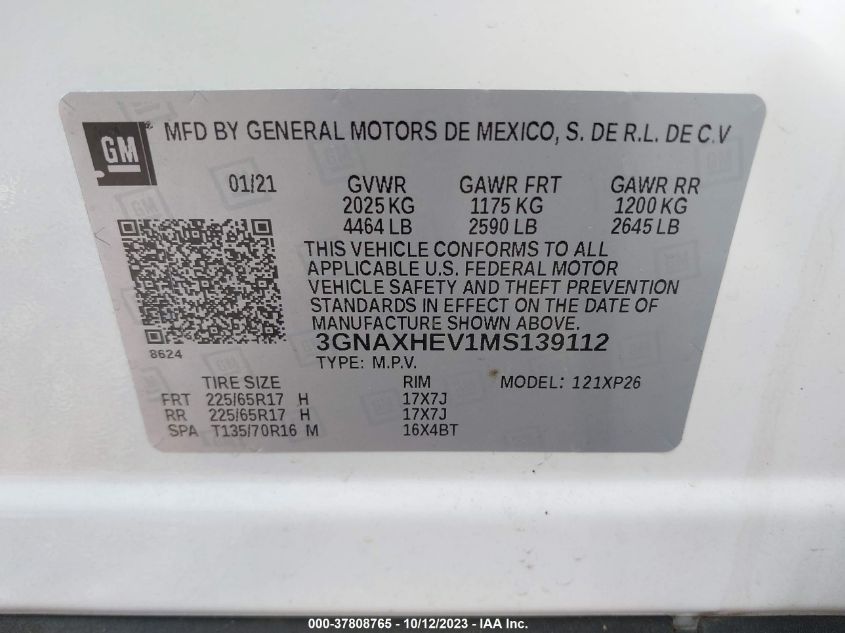 GM
MFD BY GENERAL MOTORS DE MEXICO, S. DE R.L. DE C.V
01/21 GVWR GAWR FRT GAWR RR
2025 KG 1175 KG 1200 KG
4464 LB 2590 LB 2645 LB
THIS VEHICLE CONFORMS TO ALL
APPLICABLE U.S. FEDERAL MOTOR
VEHICLE SAFETY AND THEFT PREVENTION
STANDARDS IN EFFECT ON THE DATE OF
MANUFACTURE SHOWN ABOVE.
8624
3GNAXHEV1MS139112
TYPE: M.P.V.
TIRE SIZE RIM MODEL: 121XP26
FRT 225/65R17 H 17X7J
RR 225/65R17 H 17X7J
SPA T135/70R16 M 16X4BT
000-37808765 - 10/12/2023 - IAA Inc.